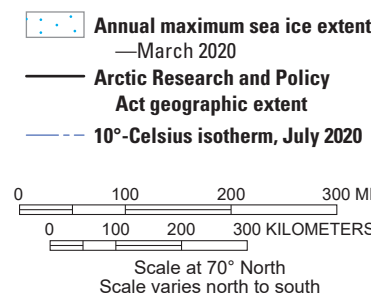 Annual maximum sea ice extent
—March 2020
Arctic Research and Policy
Act geographic extent
10°-Celsius isotherm, July 2020
0 100 200 300 MI
0 100 200 300 KILOMETERS
Scale at 70° North
Scale varies north to south